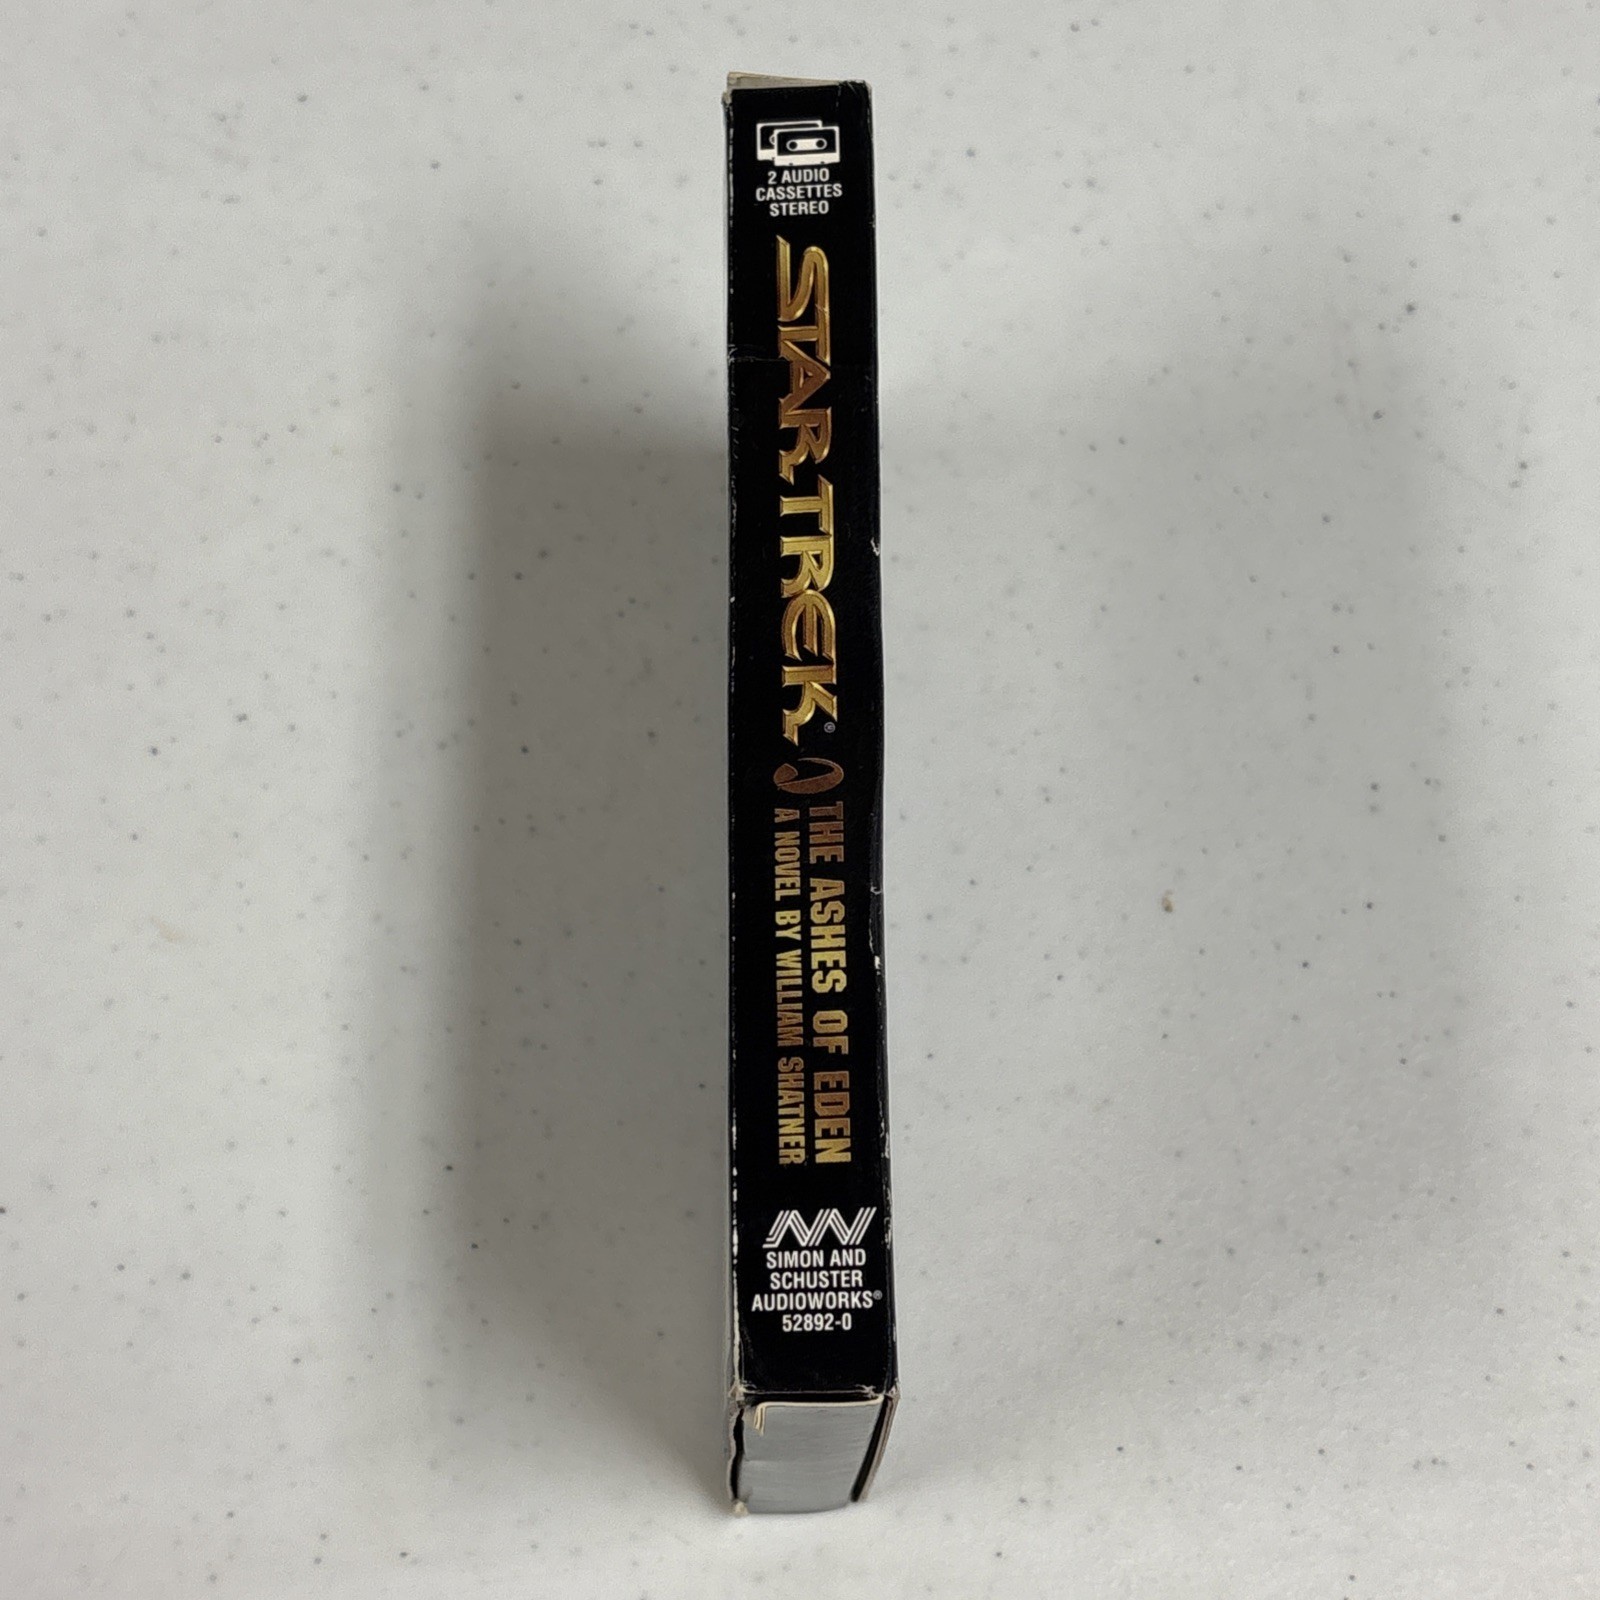 2 AUDIO
CASSETTES
STEREO
STAR TREK®
THE ASHES OF EDEN
A NOVEL BY WILLIAM SHATNER
SIMON AND
SCHUSTER
AUDIOWORKS®
52892-0